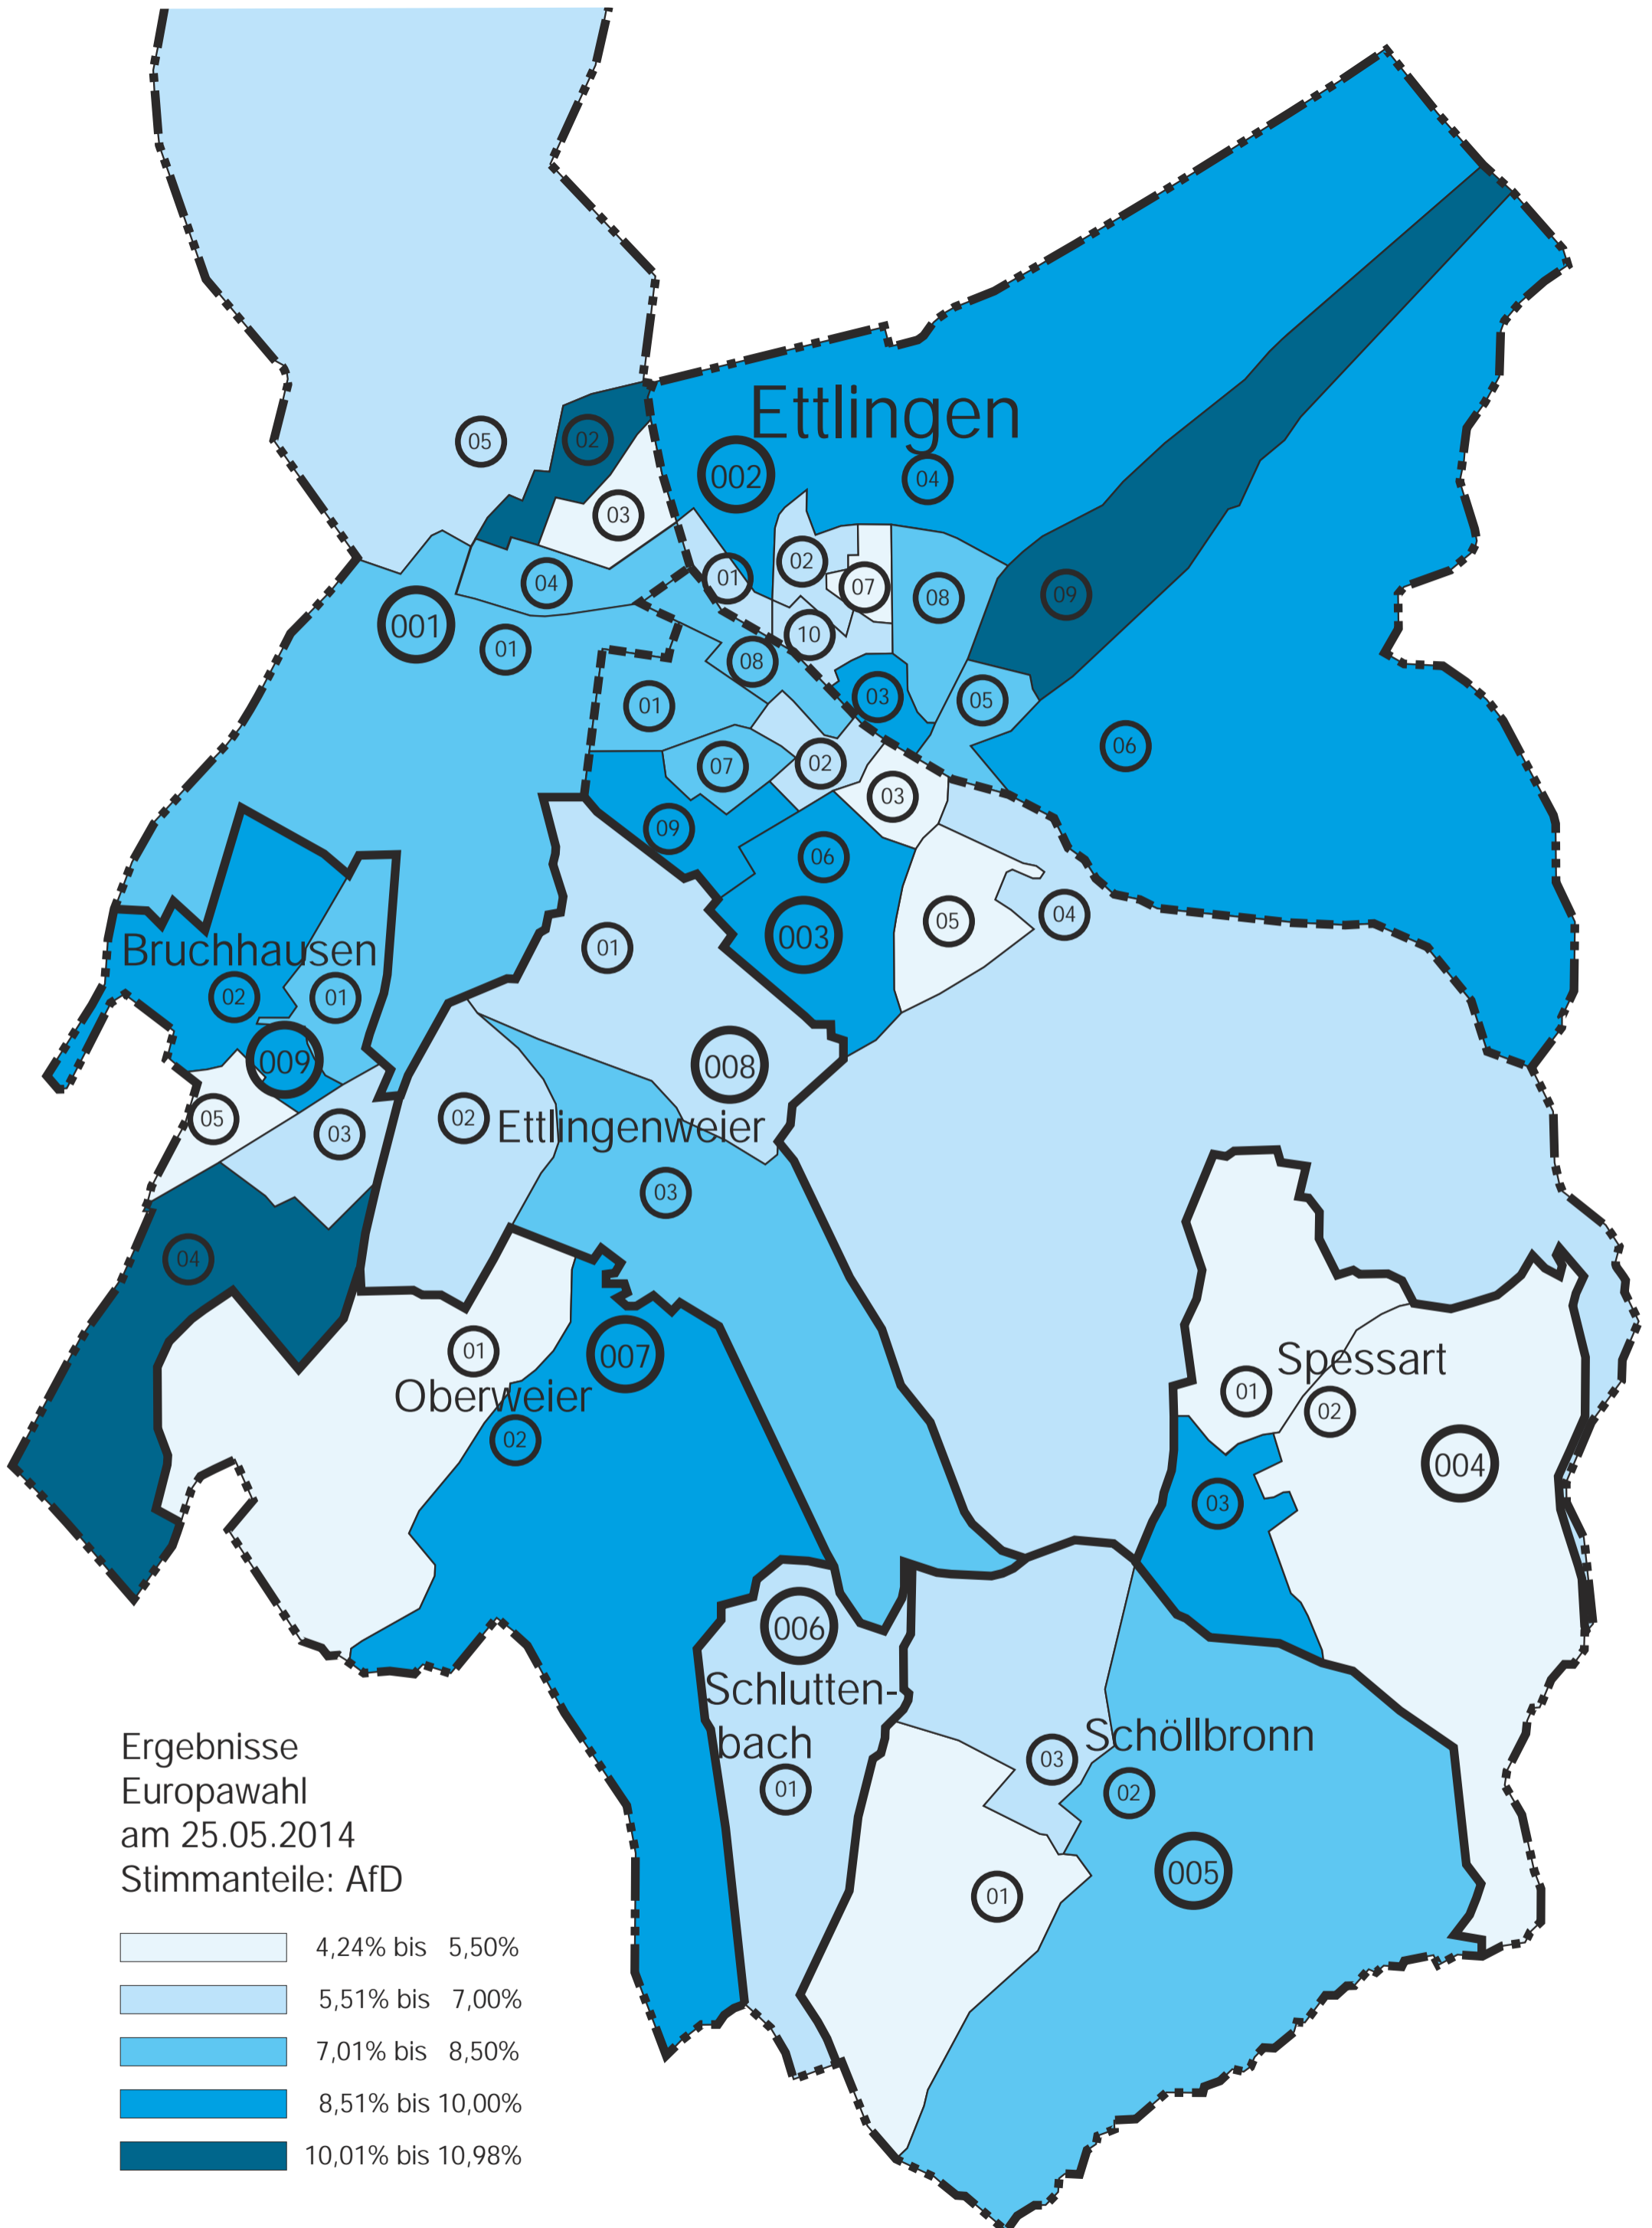 Ettlingen
05
02
002
04
03
02
01
07
04
08
09
001
10
01
08
03
05
01
06
07
02
03
09
06
05
04
003
01
Bruchhausen
02
01
009
008
05
03
02
Ettlingenweier
03
04
01
007
Spessart
01
Oberweier
02
02
004
03
006
Schlutten-
bach
01
Schöllbronn
03
02
005
01
Ergebnisse
Europawahl
am 25.05.2014
Stimmanteile: AfD
4,24% bis 5,50%
5,51% bis 7,00%
7,01% bis 8,50%
8,51% bis 10,00%
10,01% bis 10,98%